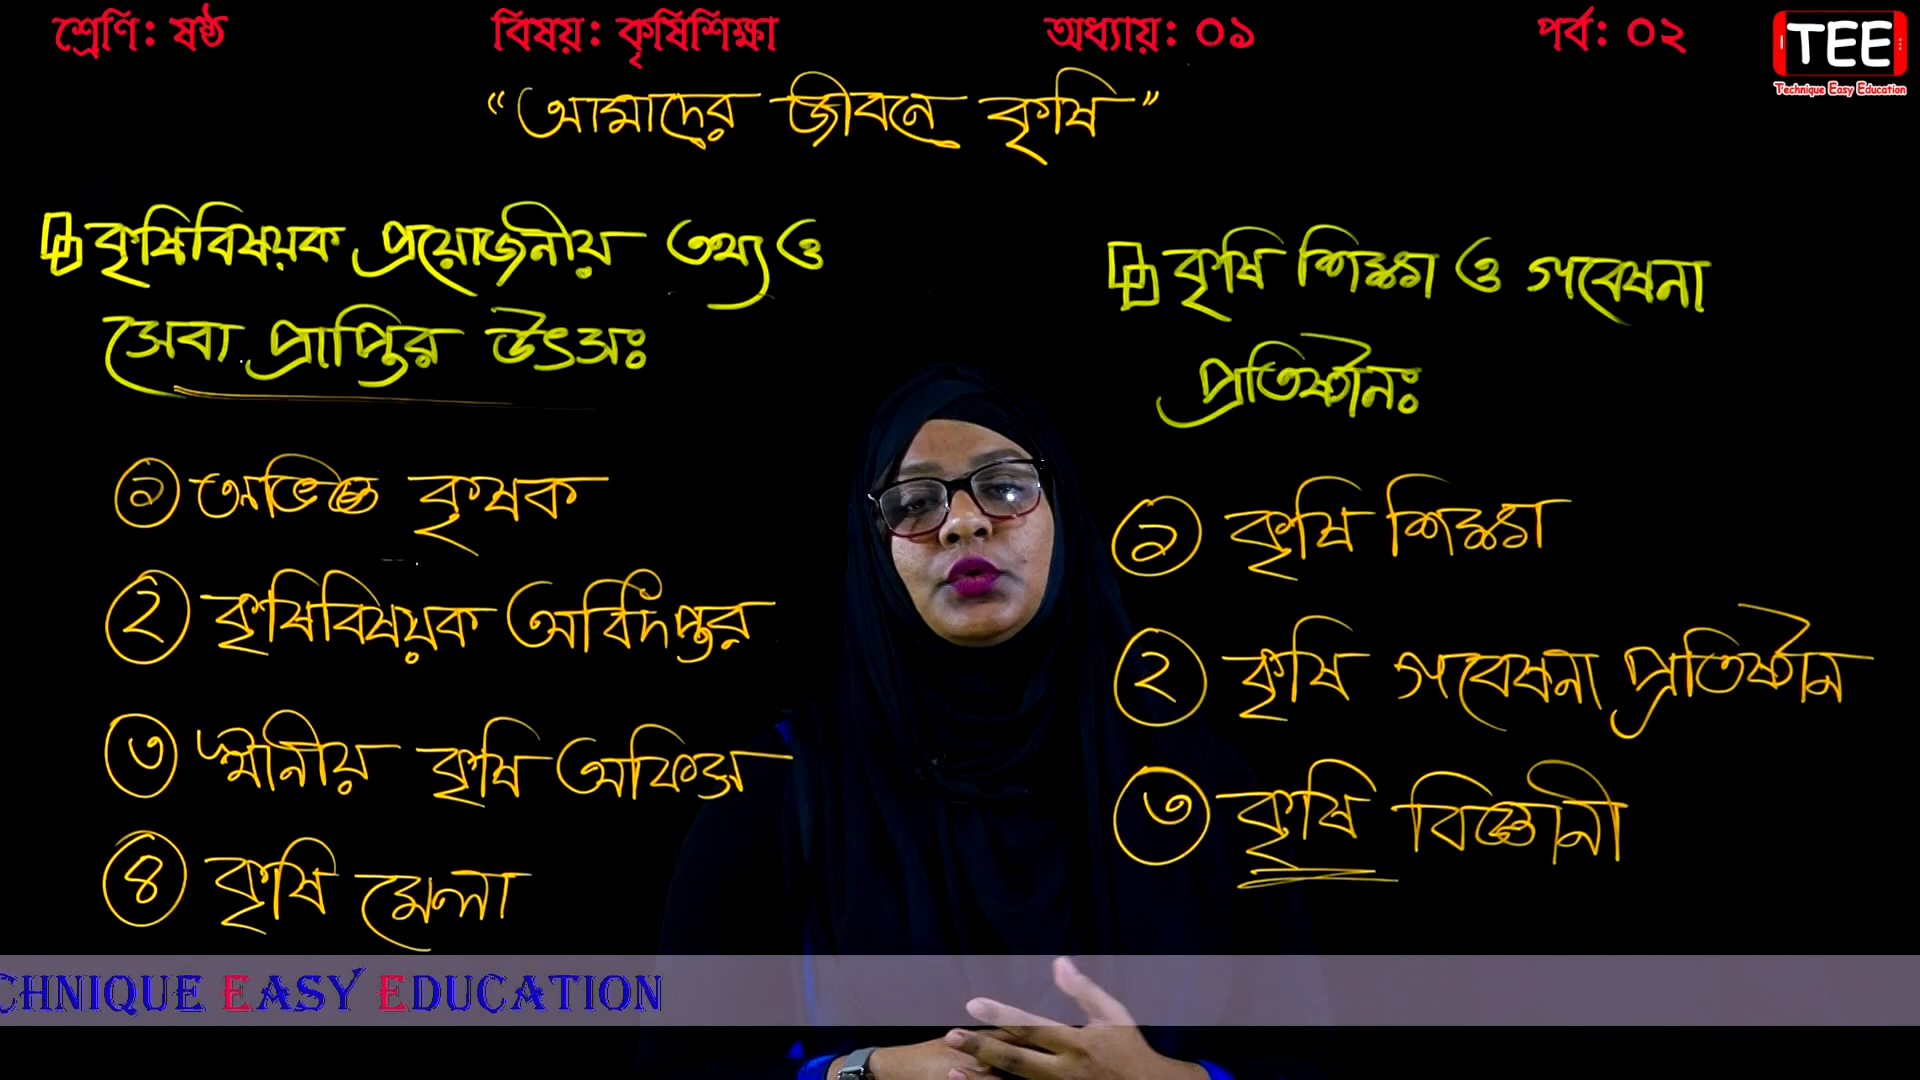 শ্রেণি: ষষ্ঠ
বিষয়: কৃষিশিক্ষা
অধ্যায়: ০১
পর্ব: ০২
TEE
Technique Easy Education
“আমাদের জীবনে কৃষি”
কৃষিবিষয়ক প্রয়োজনীয় তথ্য ও
সেবা প্রাপ্তির উৎসঃ
১ অভিজ্ঞ কৃষক
২ কৃষিবিষয়ক অধিদপ্তর
৩ স্থানীয় কৃষি অফিস
৪ কৃষি মেলা
কৃষি শিক্ষা ও গবেষনা
প্রতিষ্ঠানঃ
১ কৃষি শিক্ষা
২ কৃষি গবেষনা প্রতিষ্ঠান
৩ কৃষি বিজ্ঞানী
CHNIQUE EASY EDUCATION